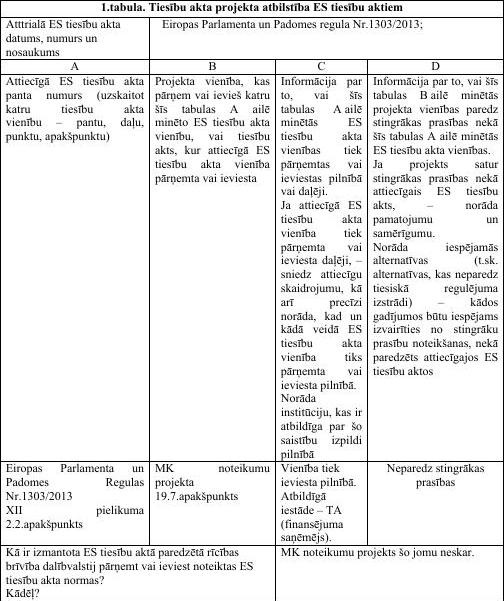 1.tabula. Tiesību akta projekta atbilstība ES tiesību aktiem
Atttrialā ES tiesību akta
datums, numurs un
nosaukums
Eiropas Parlamenta un Padomes regula Nr.1303/2013;
A
B
C
D
Attiecīgā ES tiesību akta
panta numurs (uzskaitot
katru tiesību akta
vienību – pantu, daļu,
punktu, apakšpunktu)
Projekta vienība, kas
pārņem vai ievieš katru
šīs tabulas A ailē
minēto ES tiesību akta
vienību, vai tiesību
akts, kur attiecīgā ES
tiesību akta vienība
pārņemta vai ieviesta
Informācija par
to, vai šīs
tabulas A ailē
minētās ES
tiesību akta
vienības tiek
pārņemtas vai
ieviestas pilnībā
vai daļēji.
Ja attiecīgā ES
tiesību akta
vienība tiek
pārņemta vai
ieviesta daļēji, –
sniedz attiecīgu
skaidrojumu, kā
arī precīzi
norāda, kad un
kādā veidā ES
tiesību akta
vienība tiks
pārņemta vai
ieviesta pilnībā.
Norāda
institūciju, kas ir
atbildīga par šo
saistību izpildi
pilnībā
Informācija par to, vai šīs
tabulas B ailē minētās
projekta vienības paredz
stingrākas prasības nekā
šīs tabulas A ailē minētās
ES tiesību akta vienības.
Ja projekts satur
stingrākas prasības nekā
attiecīgais ES tiesību
akts, – norāda
pamatojumu un
samērīgumu.
Norāda iespējamās
alternatīvas (t.sk.
alternatīvas, kas neparedz
tiesiskā regulējuma
izstrādi) – kādos
gadījumos būtu iespējams
izvairīties no stingrāku
prasību noteikšanas, nekā
paredzēts attiecīgajos ES
tiesību aktos
Eiropas Parlamenta un
Padomes Regulas
Nr.1303/2013
XII pielikuma
2.2.apakšpunkts
MK noteikumu
projekta
19.7.apakšpunkts
Vienība tiek
ieviesta pilnībā.
Atbildīgā
iestāde – TA
(finansējuma
saņēmējs).
Neparedz stingrākas
prasības
Kā ir izmantota ES tiesību aktā paredzētā rīcības
brīvība dalībvalstij pārņemt vai ieviest noteiktas ES
tiesību akta normas?
Kādēļ?
MK noteikumu projekts šo jomu neskar.